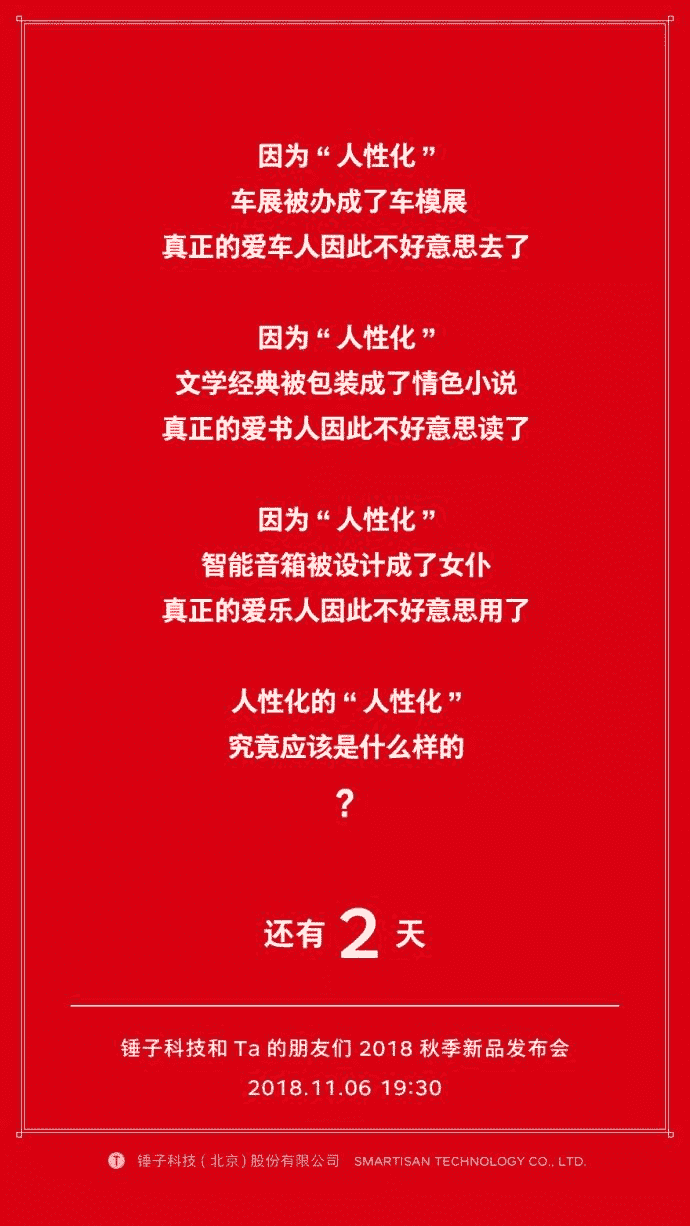 因为“人性化”
车展被办成了车模展
真正的爱车人因此不好意思去了
因为“人性化”
文学经典被包装成了情色小说
真正的爱书人因此不好意思读了
因为“人性化”
智能音箱被设计成了女仆
真正的爱乐人因此不好意思用了
人性化的“人性化”
究竟应该是什么样的
?
还有 2 天
锤子科技和 Ta 的朋友们 2018 秋季新品发布会
2018.11.06 19:30
T 锤子科技(北京)股份有限公司 SMARTISAN TECHNOLOGY CO., LTD.